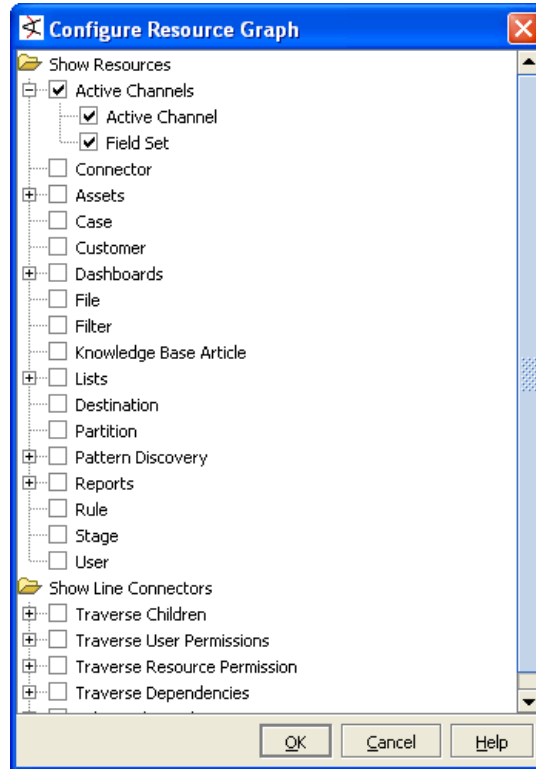 Configure Resource Graph
Show Resources
Active Channels
Active Channel
Field Set
Connector
Assets
Case
Customer
Dashboards
File
Filter
Knowledge Base Article
Lists
Destination
Partition
Pattern Discovery
Reports
Rule
Stage
User
Show Line Connectors
Traverse Children
Traverse User Permissions
Traverse Resource Permission
Traverse Dependencies
OK Cancel Help